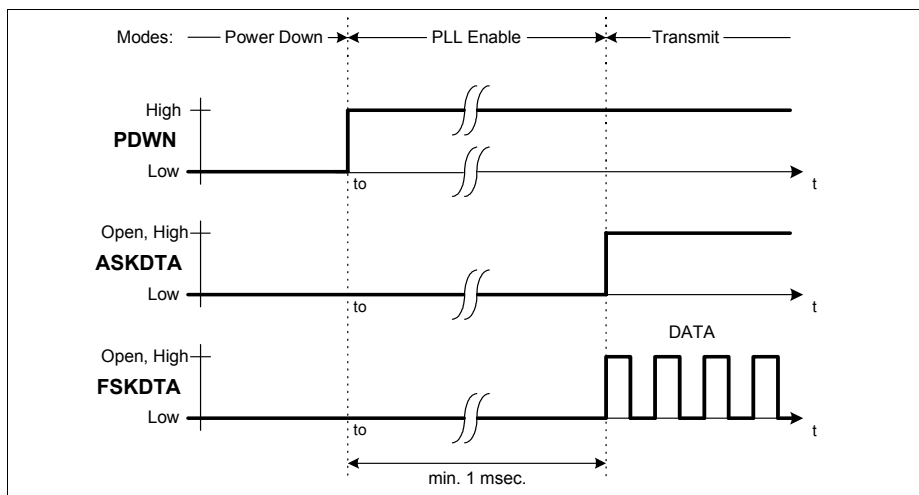 Modes: Power Down PLL Enable Transmit
High
PDWN
Low
to
t
Open, High
ASKDTA
Low
to
t
DATA
Open, High
FSKDTA
Low
to
t
min. 1 msec.